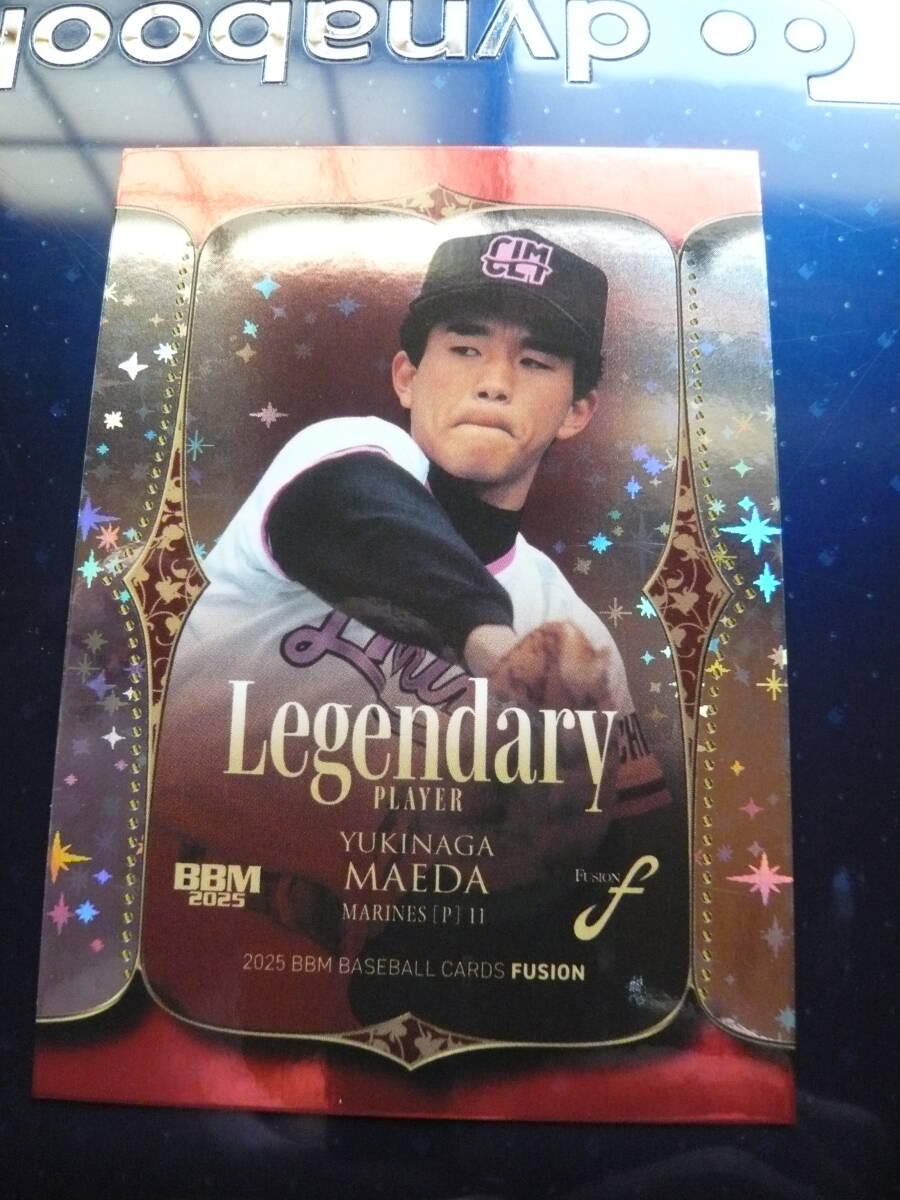 dynabook
Legendary
PLAYER
YUKINAGA
MAEDA
MARINES [P] 11
BBM
2025
FUSION
f
2025 BBM BASEBALL CARDS FUSION